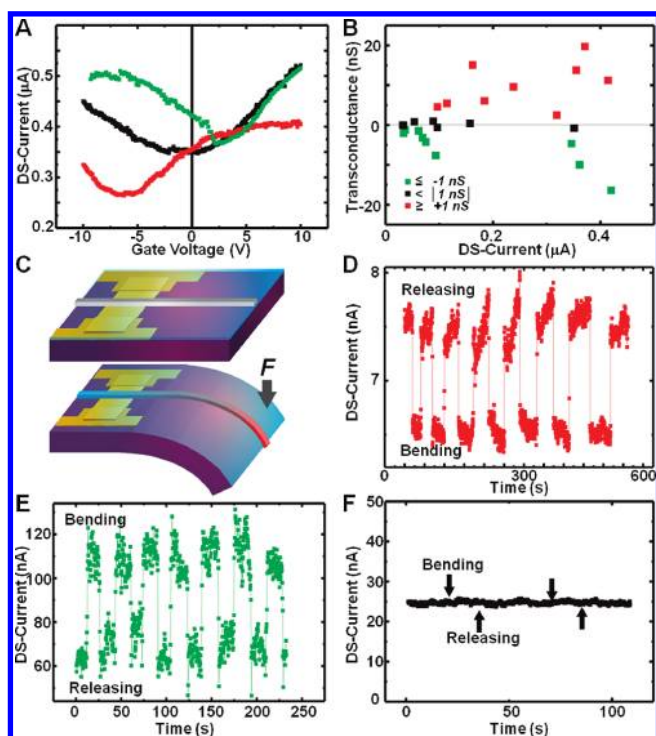 A
DS-Current (μA)
0.5
0.4
0.3
0.2
-10
-5
0
5
10
Gate Voltage (V)
B
Transconductance (nS)
20
0
-20
≤ -1 nS
< |1 nS|
≥ +1 nS
0
0.2
0.4
DS-Current (μA)
C
F
D
DS-Current (nA)
8
7
Releasing
Bending
0
300
600
Time (s)
E
DS-Current (nA)
120
100
80
60
Bending
Releasing
0
50
100
150
200
250
Time (s)
F
DS-Current (nA)
50
40
30
20
10
0
Bending
Releasing
0
50
100
Time (s)